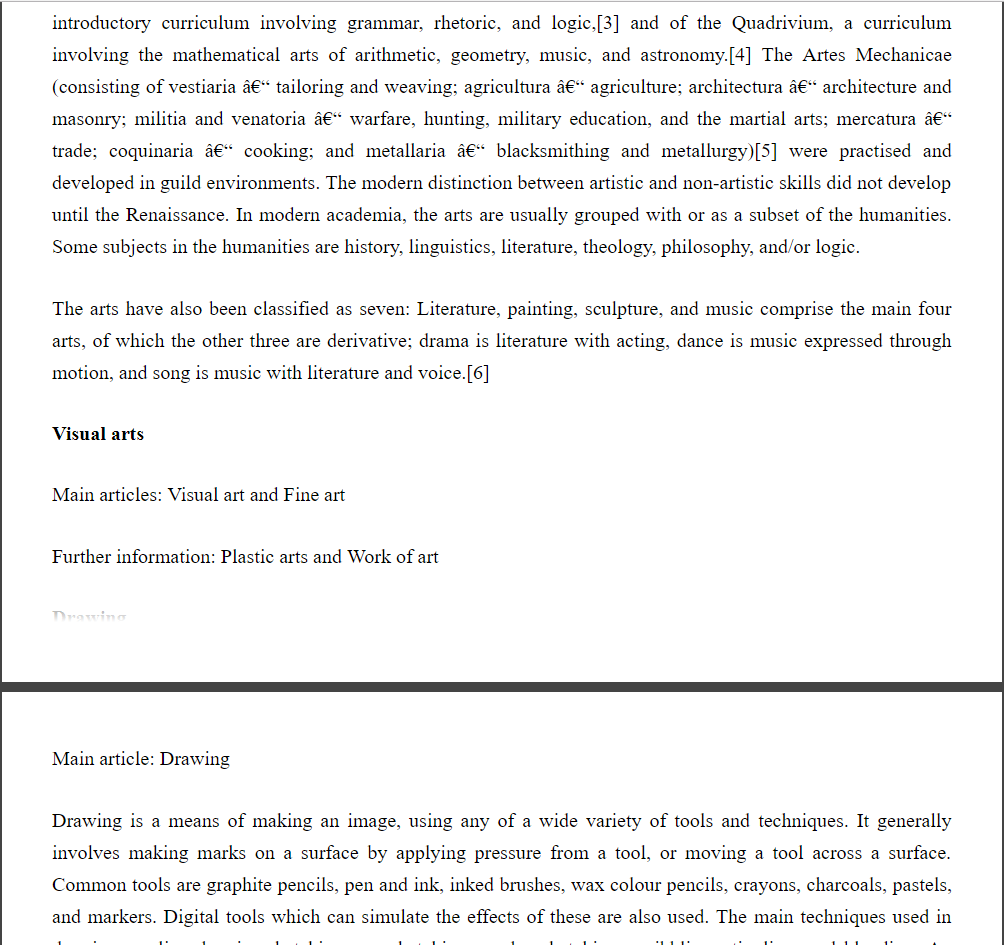 introductory curriculum involving grammar, rhetoric, and logic,[3] and of the Quadrivium, a curriculum
involving the mathematical arts of arithmetic, geometry, music, and astronomy.[4] The Artes Mechanicae
(consisting of vestiaria â€“ tailoring and weaving; agricultura â€“ agriculture; architectura â€“ architecture and
masonry; militia and venatoria â€“ warfare, hunting, military education, and the martial arts; mercatura â€“
trade; coquinaria â€“ cooking; and metallaria â€“ blacksmithing and metallurgy)[5] were practised and
developed in guild environments. The modern distinction between artistic and non-artistic skills did not develop
until the Renaissance. In modern academia, the arts are usually grouped with or as a subset of the humanities.
Some subjects in the humanities are history, linguistics, literature, theology, philosophy, and/or logic.
The arts have also been classified as seven: Literature, painting, sculpture, and music comprise the main four
arts, of which the other three are derivative; drama is literature with acting, dance is music expressed through
motion, and song is music with literature and voice.[6]
Visual arts
Main articles: Visual art and Fine art
Further information: Plastic arts and Work of art
Drawing
Main article: Drawing
Drawing is a means of making an image, using any of a wide variety of tools and techniques. It generally
involves making marks on a surface by applying pressure from a tool, or moving a tool across a surface.
Common tools are graphite pencils, pen and ink, inked brushes, wax colour pencils, crayons, charcoals, pastels,
and markers. Digital tools which can simulate the effects of these are also used. The main techniques used in